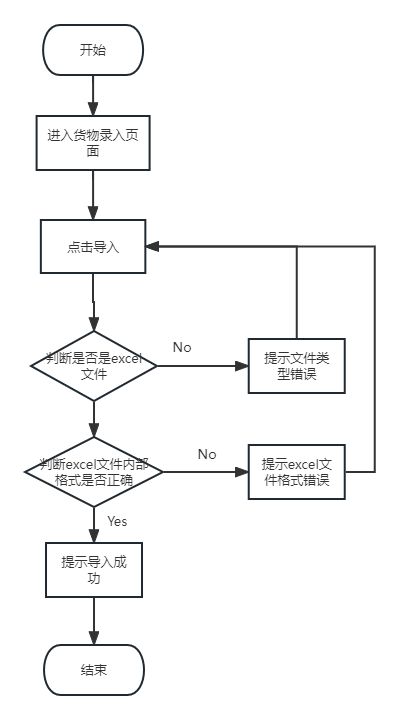 开始
进入货物录入页
面
点击导入
判断是否是excel
文件
No
提示文件类
型错误
判断excel文件内部
格式是否正确
No
提示excel文
件格式错误
Yes
提示导入成
功
结束